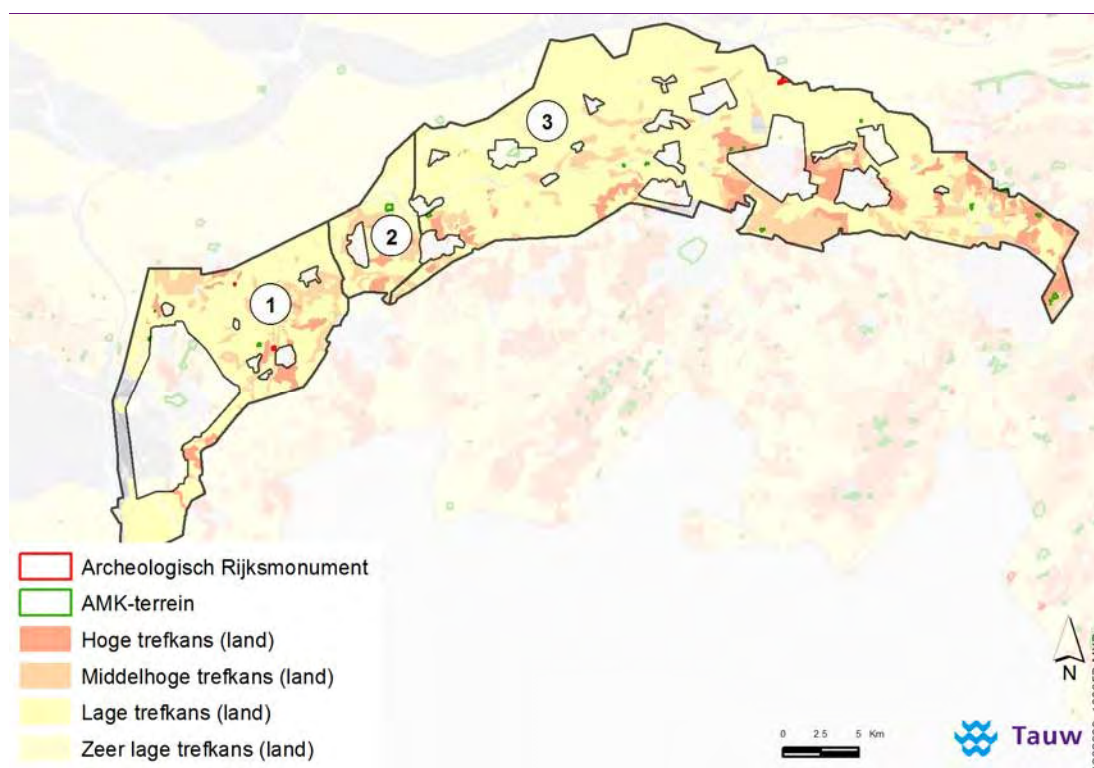 3
2
1
Archeologisch Rijksmonument
AMK-terrein
Hoge trefkans (land)
Middelhoge trefkans (land)
Lage trefkans (land)
Zeer lage trefkans (land)
N
0 2.5 5 Km
Tauw